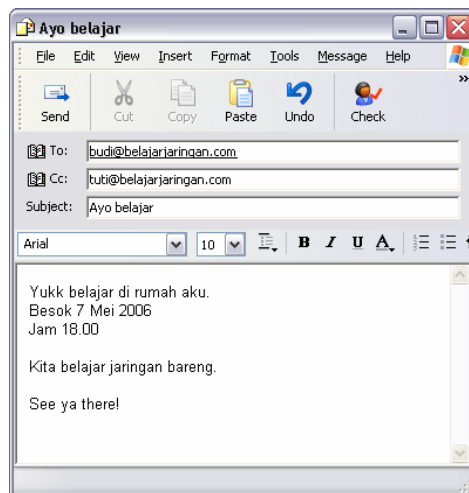 Ayo belajar
File Edit View Insert Format Tools Message Help
Send Cut Copy Paste Undo Check
To: budi@belajarjaringan.com
Cc: tuti@belajarjaringan.com
Subject: Ayo belajar
Arial 10 B I U A
Yukk belajar di rumah aku.
Besok 7 Mei 2006
Jam 18.00
Kita belajar jaringan bareng.
See ya there!